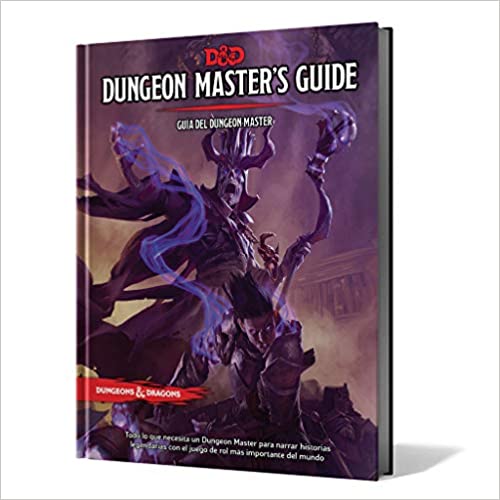 D&D
DUNGEON MASTER'S GUIDE
GUIA DEL DUNGEON MASTER
DUNGEONS & DRAGONS
Todo lo que necesita un Dungeon Master para narrar historias
legendarias con el juego de rol más importante del mundo